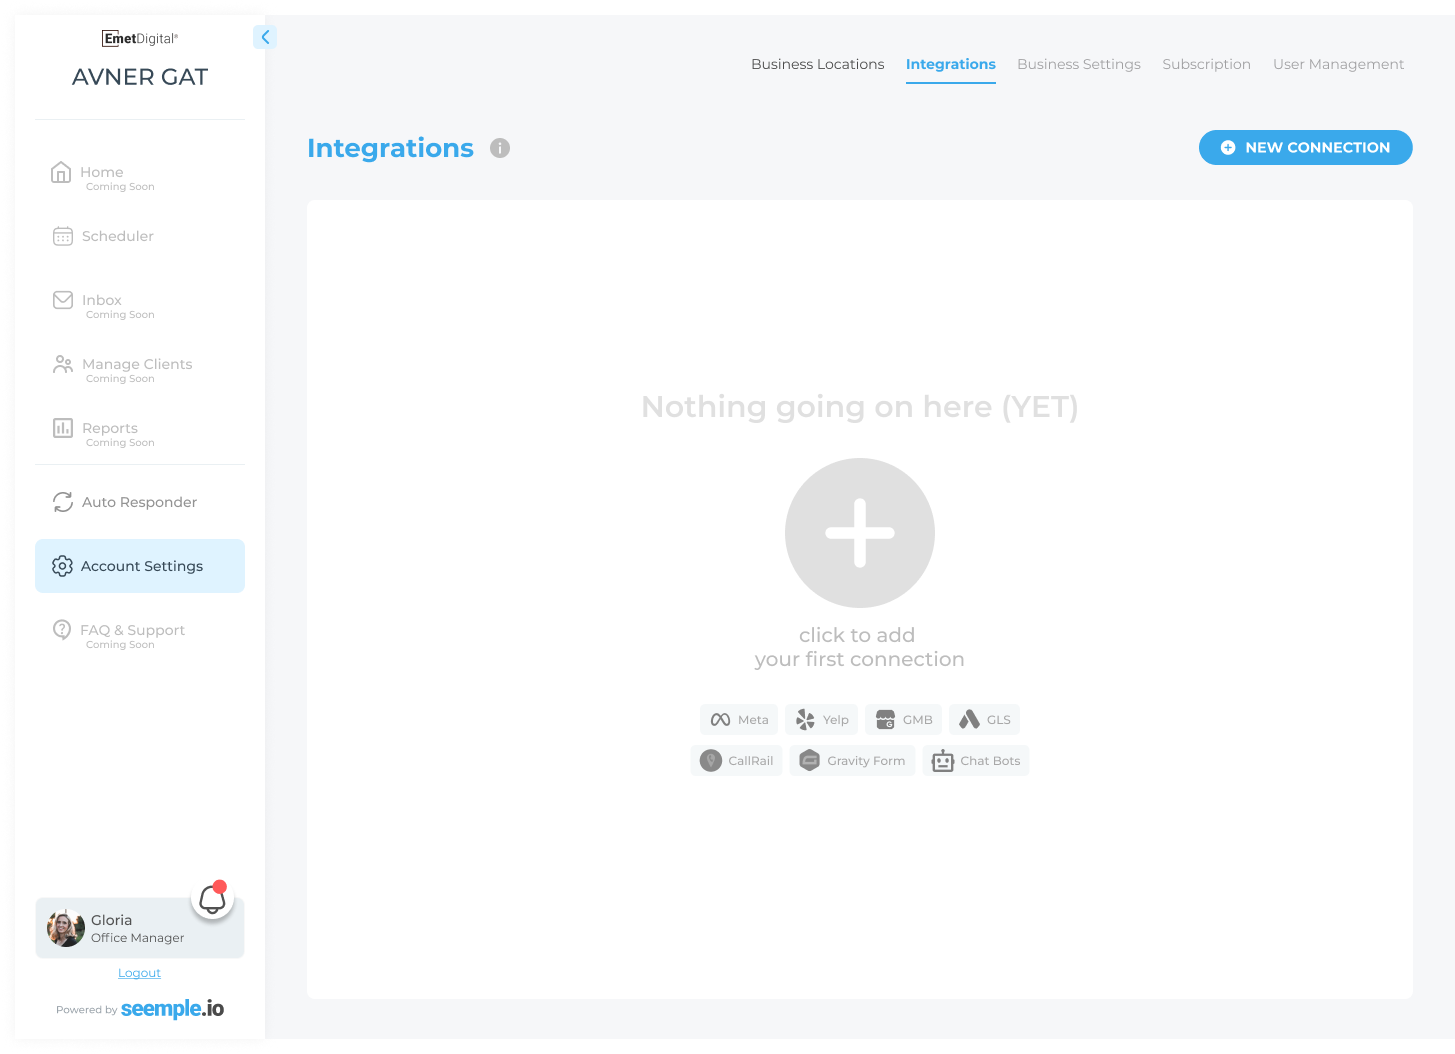 EmetDigital®
AVNER GAT
Home
Coming Soon
Scheduler
Inbox
Coming Soon
Manage Clients
Coming Soon
Reports
Coming Soon
Auto Responder
Account Settings
FAQ & Support
Coming Soon
Gloria
Office Manager
Logout
Powered by seemple.io
Business Locations Integrations Business Settings Subscription User Management
Integrations
NEW CONNECTION
Nothing going on here (YET)
click to add
your first connection
Meta Yelp GMB GLS
CallRail Gravity Form Chat Bots